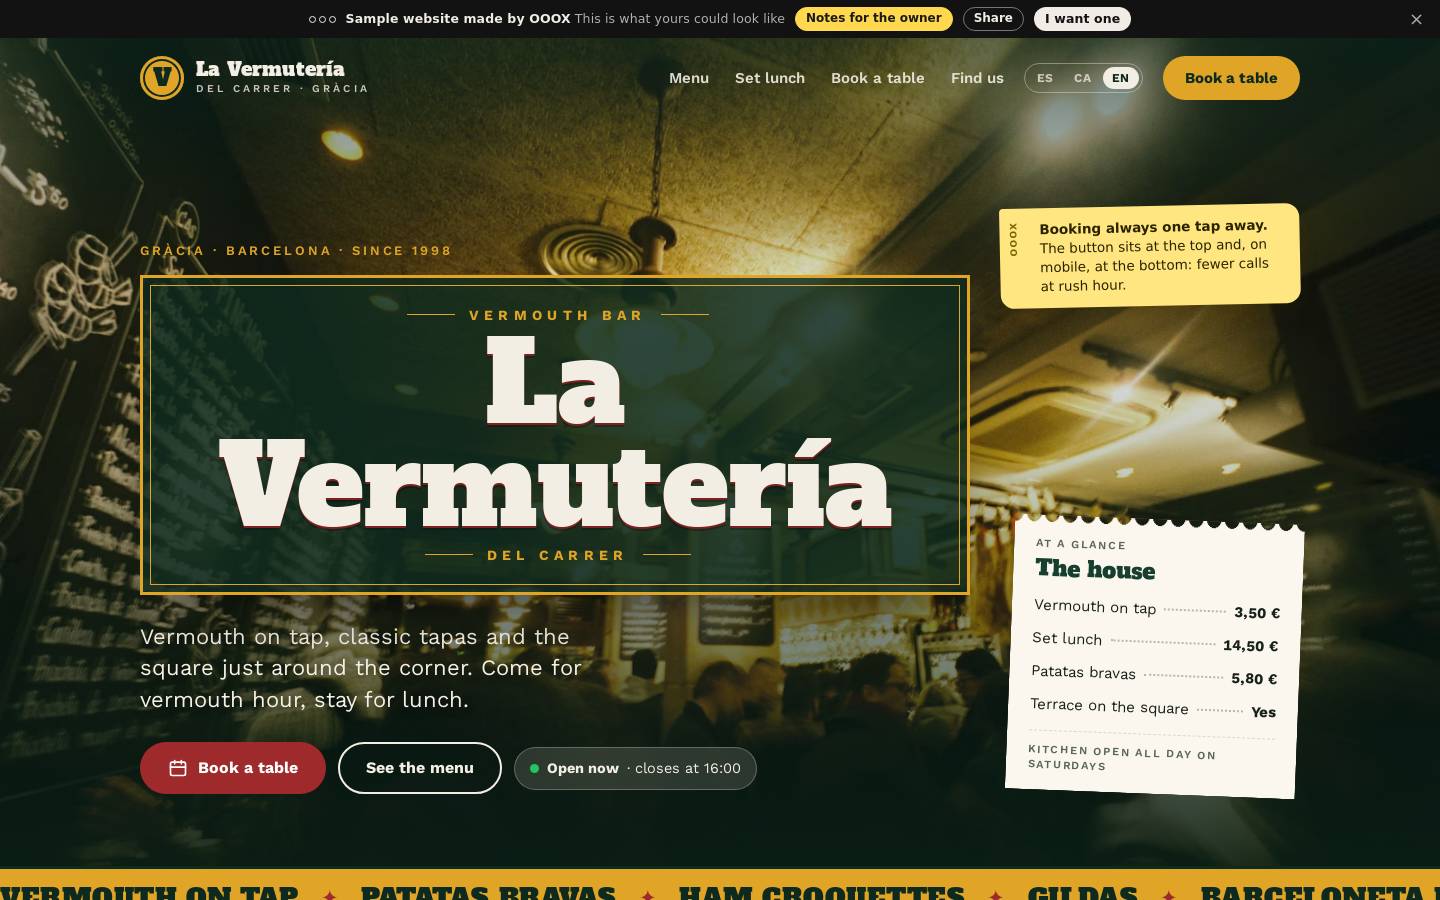 Sample website made by OOOX This is what yours could look like Notes for the owner Share I want one ×
V La Vermutería
DEL CARRER · GRÀCIA
Menu Set lunch Book a table Find us ES CA EN Book a table
GRÀCIA · BARCELONA · SINCE 1998
VERMOUTH BAR
La
Vermutería
DEL CARRER
OOOX
Booking always one tap away.
The button sits at the top and, on
mobile, at the bottom: fewer calls
at rush hour.
Vermouth on tap, classic tapas and the
square just around the corner. Come for
vermouth hour, stay for lunch.
Book a table See the menu Open now · closes at 16:00
AT A GLANCE
The house
Vermouth on tap 3,50 €
Set lunch 14,50 €
Patatas bravas 5,80 €
Terrace on the square Yes
KITCHEN OPEN ALL DAY ON
SATURDAYS
VERMOUTH ON TAP ✦ PATATAS BRAVAS ✦ HAM CROQUETTES ✦ GILDAS ✦ BARCELONETA